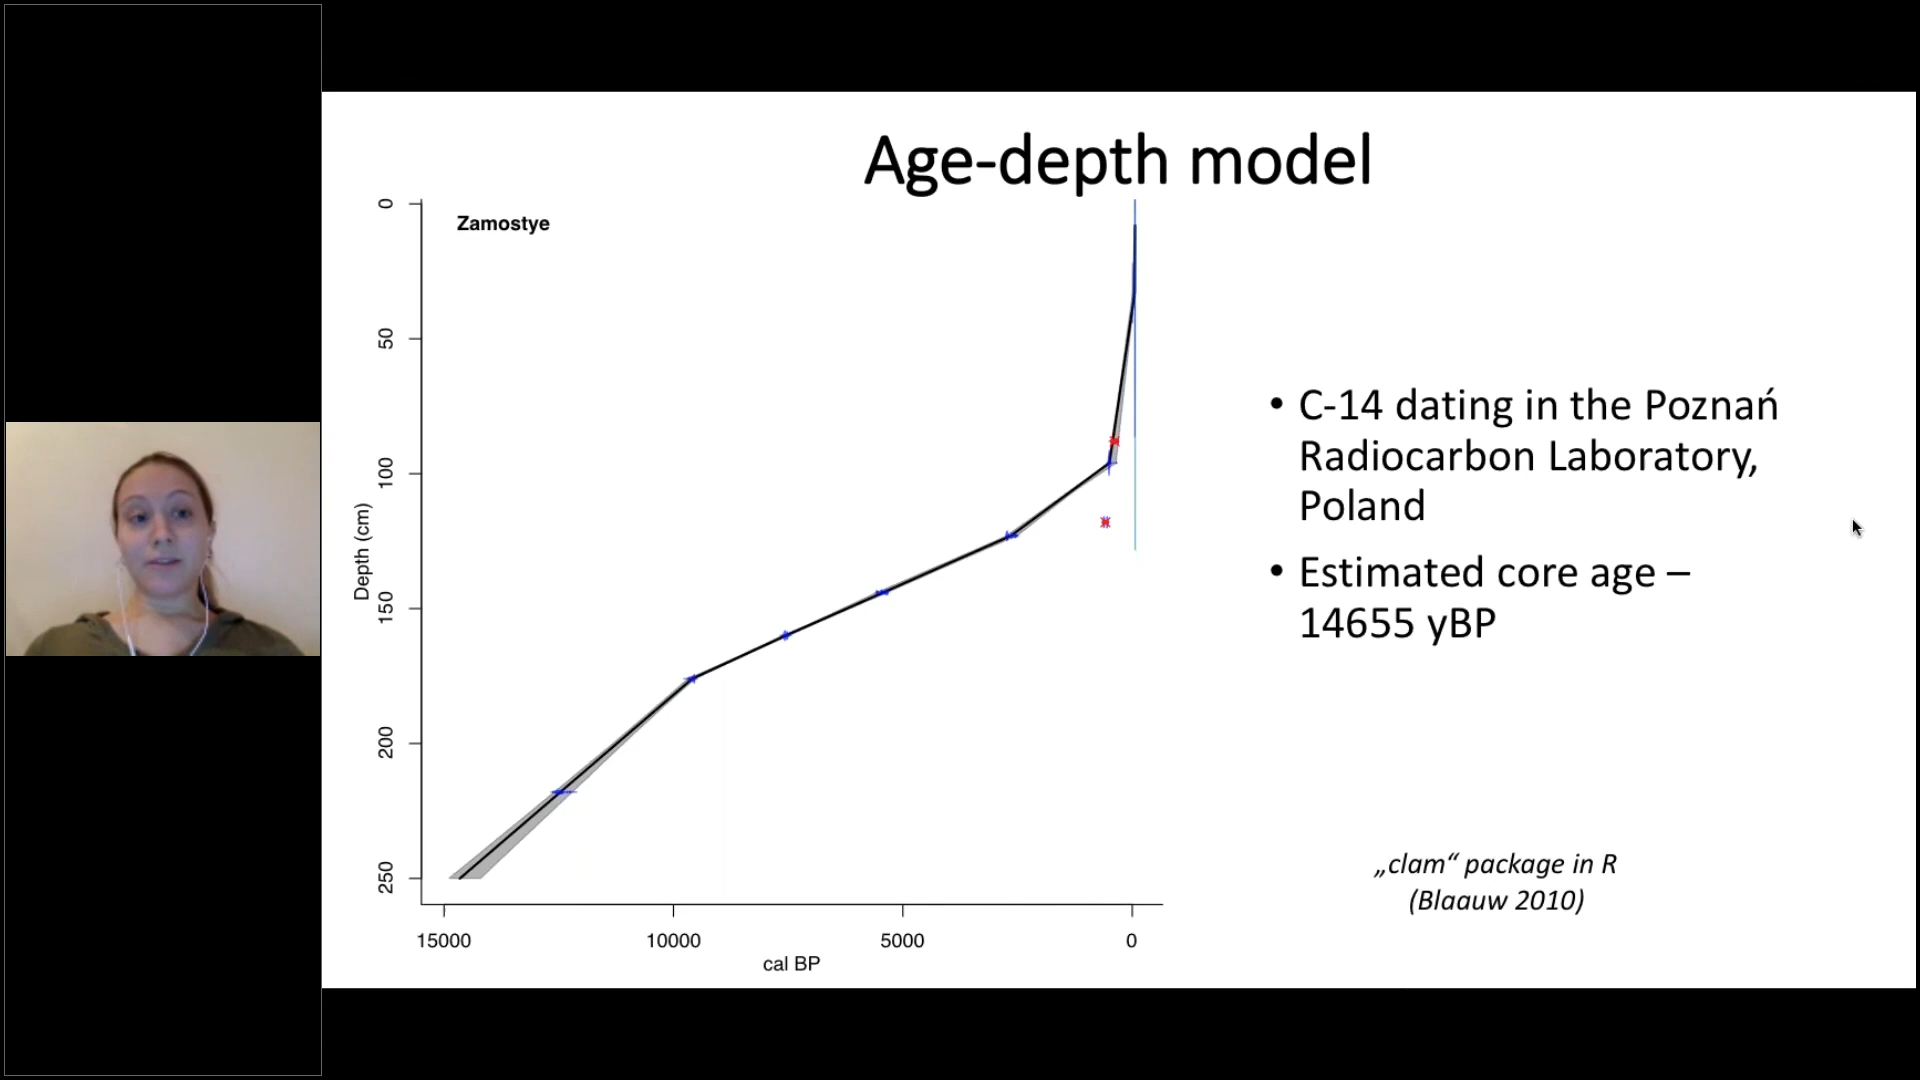 Age-depth model
Zamostye
0
50
100
150
200
250
Depth (cm)
15000
10000
5000
0
cal BP
• C-14 dating in the Poznań
Radiocarbon Laboratory,
Poland
• Estimated core age –
14655 yBP
„clam“ package in R
(Blaauw 2010)